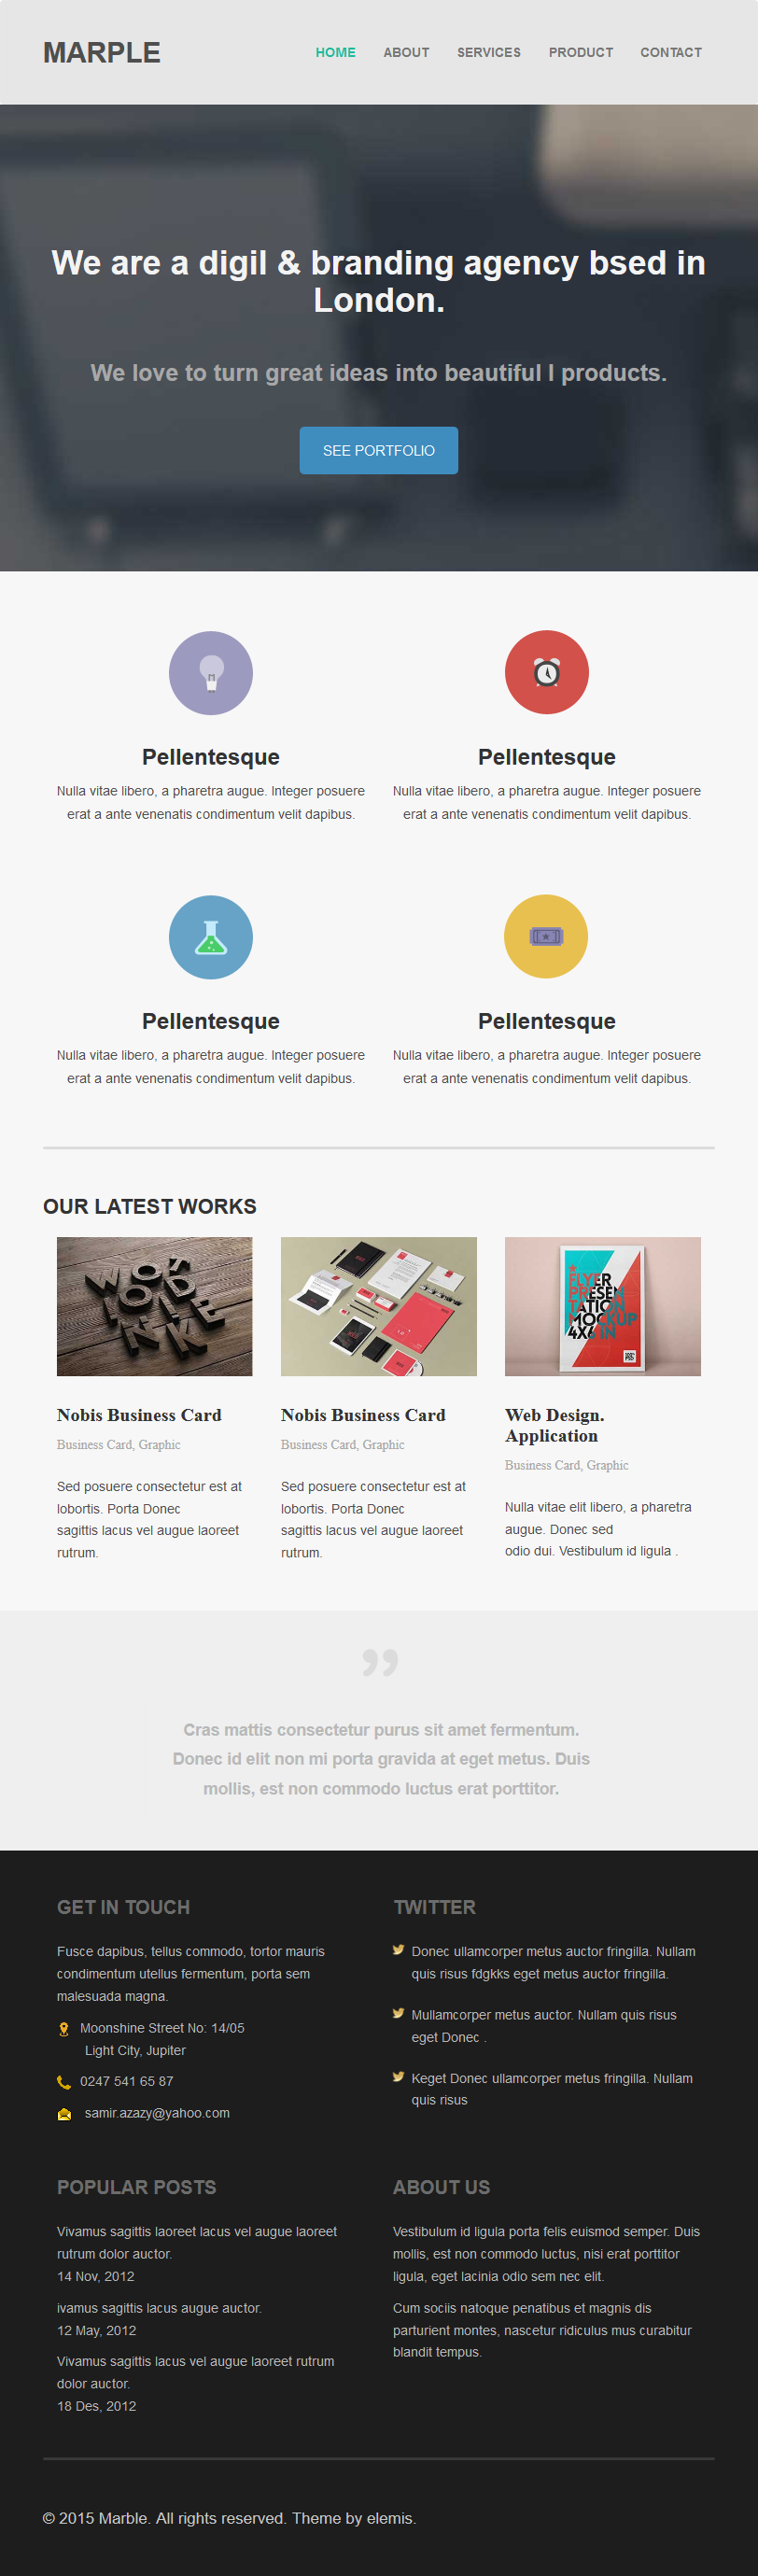 MARPLE
HOME ABOUT SERVICES PRODUCT CONTACT
We are a digil & branding agency bsed in
London.
We love to turn great ideas into beautiful l products.
SEE PORTFOLIO
Pellentesque
Nulla vitae libero, a pharetra augue. Integer posuere
erat a ante venenatis condimentum velit dapibus.
Pellentesque
Nulla vitae libero, a pharetra augue. Integer posuere
erat a ante venenatis condimentum velit dapibus.
Pellentesque
Nulla vitae libero, a pharetra augue. Integer posuere
erat a ante venenatis condimentum velit dapibus.
Pellentesque
Nulla vitae libero, a pharetra augue. Integer posuere
erat a ante venenatis condimentum velit dapibus.
OUR LATEST WORKS
FLYER
PRESEN
TATION
MOCKUP
4X6 IN
Nobis Business Card
Business Card, Graphic
Sed posuere consectetur est at
lobortis. Porta Donec
sagittis lacus vel augue laoreet
rutrum.
Nobis Business Card
Business Card, Graphic
Sed posuere consectetur est at
lobortis. Porta Donec
sagittis lacus vel augue laoreet
rutrum.
Web Design.
Application
Business Card, Graphic
Nulla vitae elit libero, a pharetra
augue. Donec sed
odio dui. Vestibulum id ligula .
”
Cras mattis consectetur purus sit amet fermentum.
Donec id elit non mi porta gravida at eget metus. Duis
mollis, est non commodo luctus erat porttitor.
GET IN TOUCH
Fusce dapibus, tellus commodo, tortor mauris
condimentum utellus fermentum, porta sem
malesuada magna.
Moonshine Street No: 14/05
Light City, Jupiter
0247 541 65 87
samir.azazy@yahoo.com
TWITTER
Donec ullamcorper metus auctor fringilla. Nullam
quis risus fdgkks eget metus auctor fringilla.
Mullamcorper metus auctor. Nullam quis risus
eget Donec .
Keget Donec ullamcorper metus fringilla. Nullam
quis risus
POPULAR POSTS
Vivamus sagittis laoreet lacus vel augue laoreet
rutrum dolor auctor.
14 Nov, 2012
ivamus sagittis lacus augue auctor.
12 May, 2012
Vivamus sagittis lacus vel augue laoreet rutrum
dolor auctor.
18 Des, 2012
ABOUT US
Vestibulum id ligula porta felis euismod semper. Duis
mollis, est non commodo luctus, nisi erat porttitor
ligula, eget lacinia odio sem nec elit.
Cum sociis natoque penatibus et magnis dis
parturient montes, nascetur ridiculus mus curabitur
blandit tempus.
© 2015 Marble. All rights reserved. Theme by elemis.